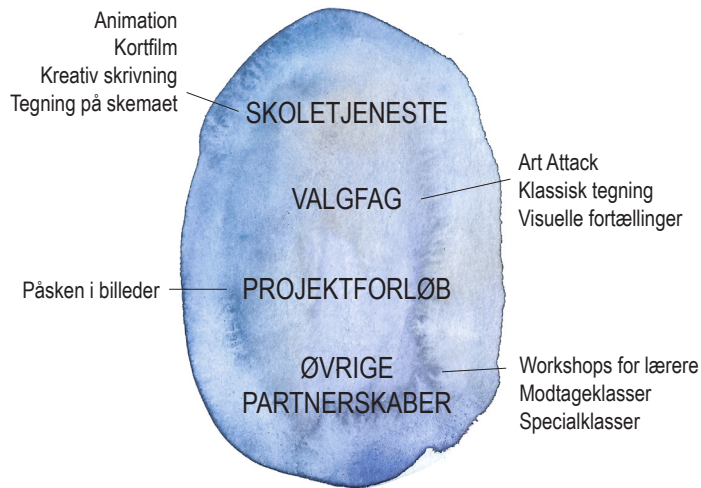 Animation
Kortfilm
Kreativ skrivning
Tegning på skemaet
SKOLETJENESTE
VALGFAG
Art Attack
Klassisk tegning
Visuelle fortællinger
Påsken i billeder
PROJEKTFORLØB
ØVRIGE
PARTNERSKABER
Workshops for lærere
Modtageklasser
Specialklasser